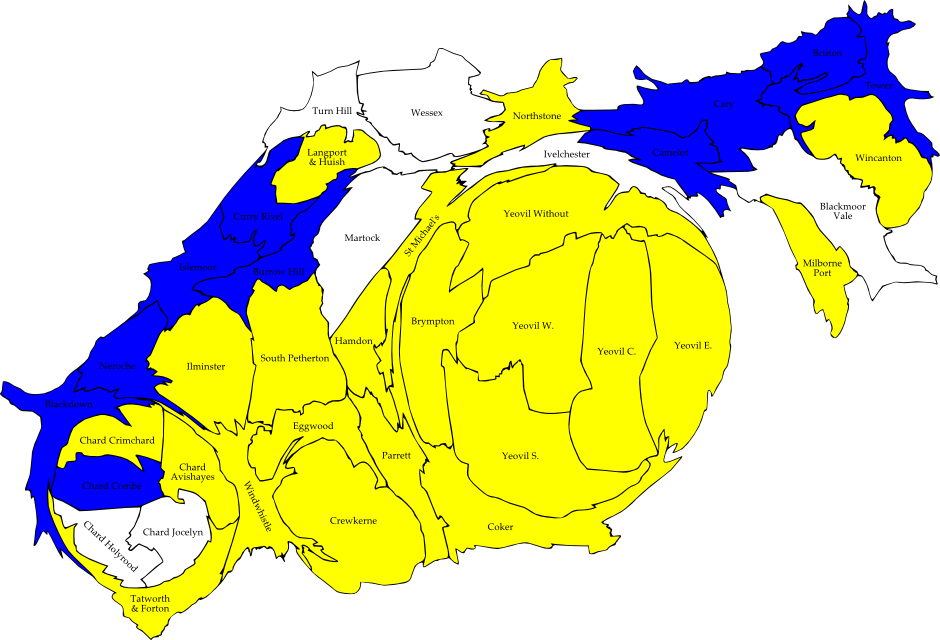 Bruton
Tower
Cary
Turn Hill
Wessex
Northstone
Langport
& Huish
Ivelchester
Camelot
Wincanton
Curry Rivel
Yeovil Without
Blackmoor
Vale
St Michael's
Martock
Islemoor
Burrow Hill
Milborne
Port
Brympton
Yeovil W.
Hamdon
Yeovil C.
Yeovil E.
Neroche
Ilminster
South Petherton
Blackdown
Eggwood
Chard Crimchard
Parrett
Yeovil S.
Chard
Avishayes
Chard Combe
Windwhistle
Crewkerne
Coker
Chard Holyrood
Chard Jocelyn
Tatworth
& Forton